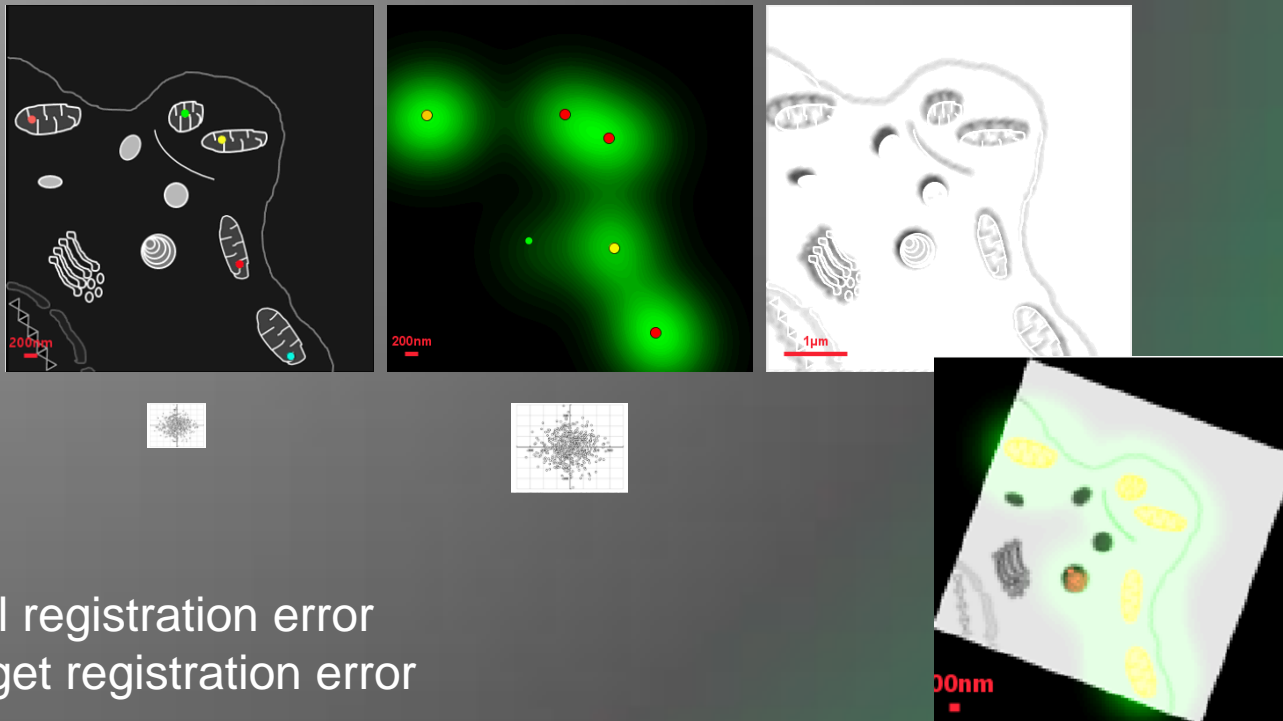 200nm
200nm
1µm
l registration error
get registration error
00nm